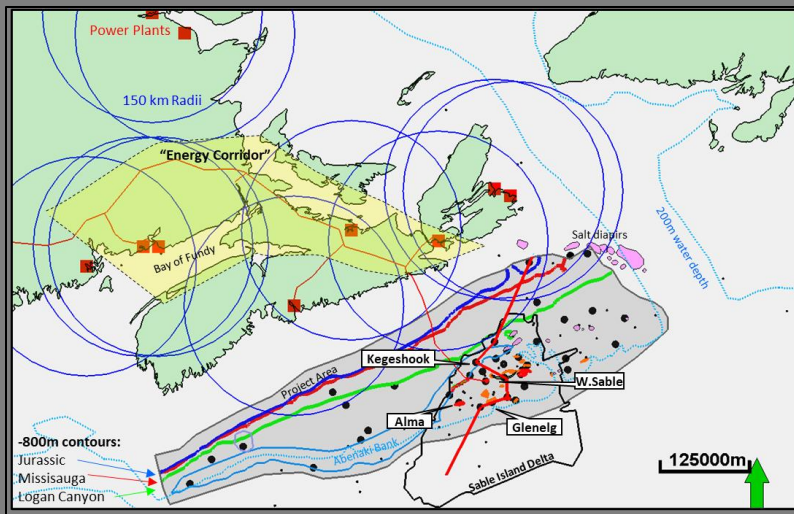 Power Plants
150 km Radii
“Energy Corridor”
Bay of Fundy
Salt diapirs
200m water depth
Project Area
Kegeshook
W.Sable
Alma
Glenelg
Abenaki Bank
Sable Island Delta
-800m contours:
Jurassic
Missisauga
Logan Canyon
125000m